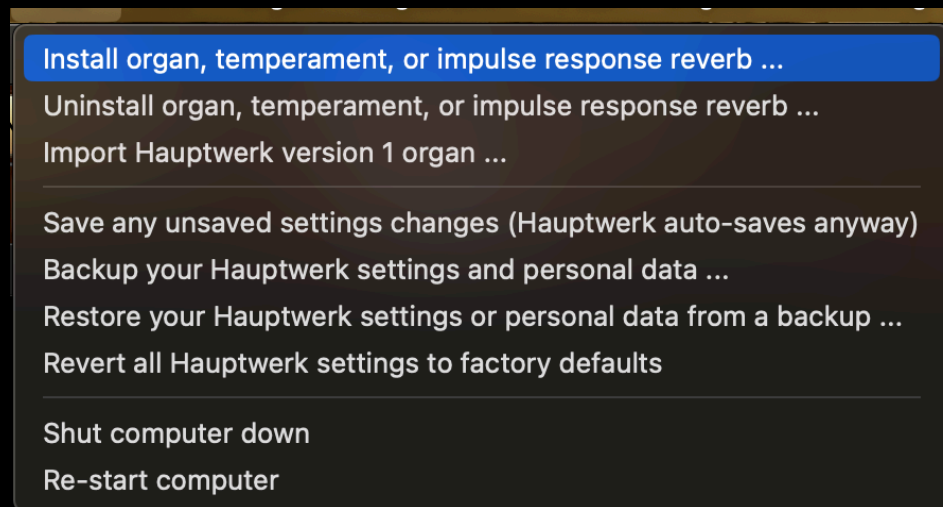 Install organ, temperament, or impulse response reverb ...
Uninstall organ, temperament, or impulse response reverb ...
Import Hauptwerk version 1 organ ...
Save any unsaved settings changes (Hauptwerk auto-saves anyway)
Backup your Hauptwerk settings and personal data ...
Restore your Hauptwerk settings or personal data from a backup ...
Revert all Hauptwerk settings to factory defaults
Shut computer down
Re-start computer